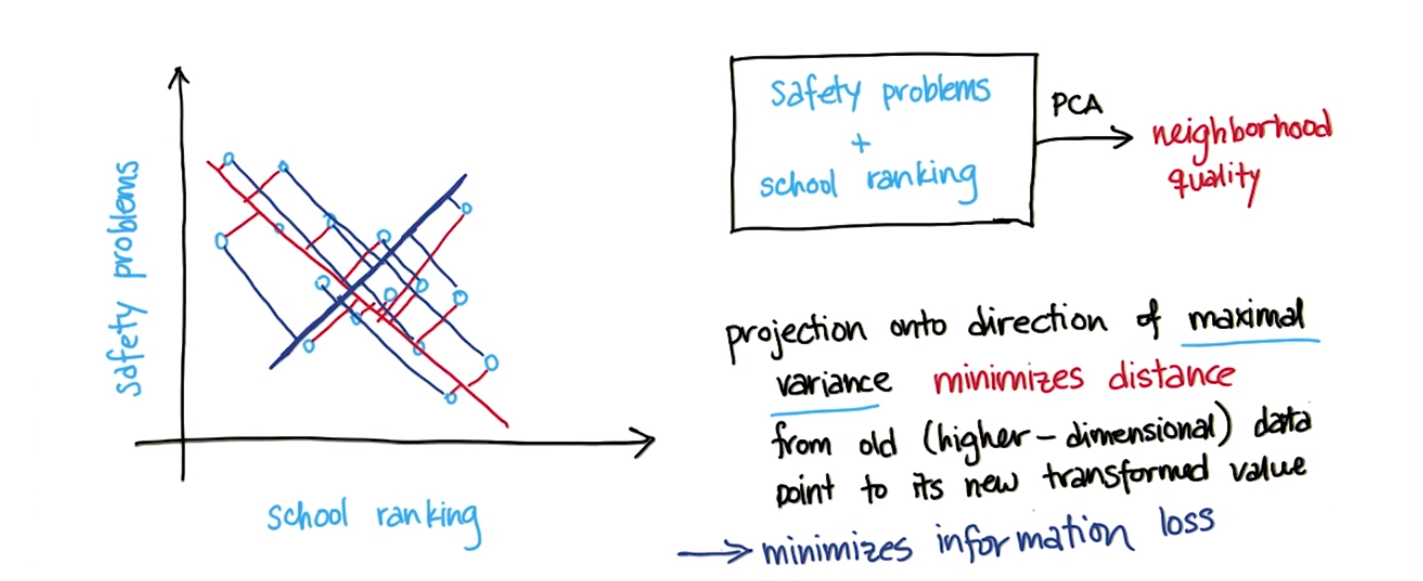 safety problems
school ranking
safety problems
+
school ranking
PCA
neighborhood
quality
projection onto direction of maximal
variance minimizes distance
from old (higher-dimensional) data
point to its new transformed value
→ minimizes information loss